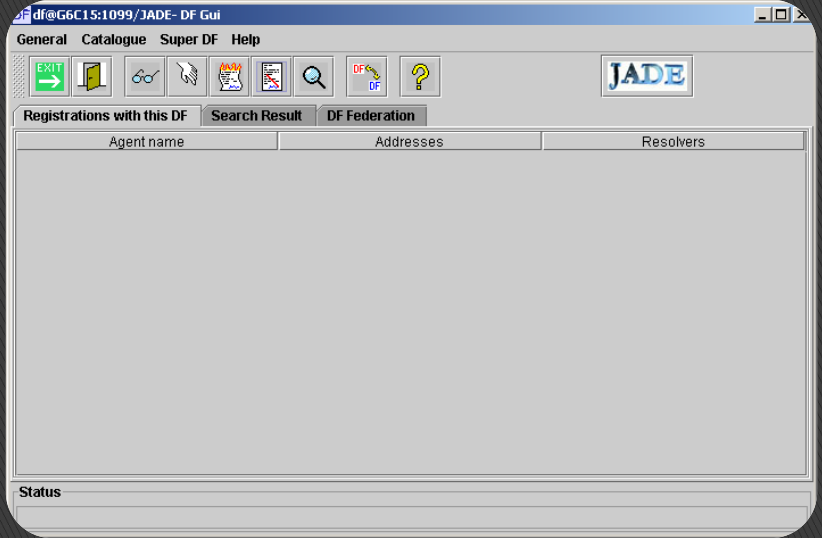 DF df@G6C15:1099/JADE- DF Gui
General Catalogue Super DF Help
EXIT DF DF ? JADE
Registrations with this DF Search Result DF Federation
Agent name Addresses Resolvers
Status